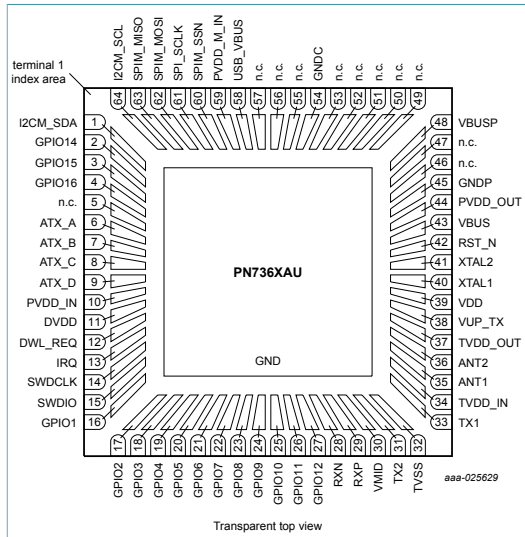 terminal 1
index area
I2CM_SCL
SPIM_MISO
SPIM_MOSI
SPI_SCLK
SPIM_SSN
PVDD_M_IN
USB_VBUS
n.c.
n.c.
n.c.
GNDC
n.c.
n.c.
n.c.
n.c.
n.c.
64 63 62 61 60 59 58 57 56 55 54 53 52 51 50 49
I2CM_SDA 1
GPIO14 2
GPIO15 3
GPIO16 4
n.c. 5
ATX_A 6
ATX_B 7
ATX_C 8
ATX_D 9
PVDD_IN 10
DVDD 11
DWL_REQ 12
IRQ 13
SWDCLK 14
SWDIO 15
GPIO1 16
PN736XAU
GND
48 VBUSP
47 n.c.
46 n.c.
45 GNDP
44 PVDD_OUT
43 VBUS
42 RST_N
41 XTAL2
40 XTAL1
39 VDD
38 VUP_TX
37 TVDD_OUT
36 ANT2
35 ANT1
34 TVDD_IN
33 TX1
17 18 19 20 21 22 23 24 25 26 27 28 29 30 31 32
GPIO2
GPIO3
GPIO4
GPIO5
GPIO6
GPIO7
GPIO8
GPIO9
GPIO10
GPIO11
GPIO12
RXN
RXP
VMID
TX2
TVSS
aaa-025629
Transparent top view